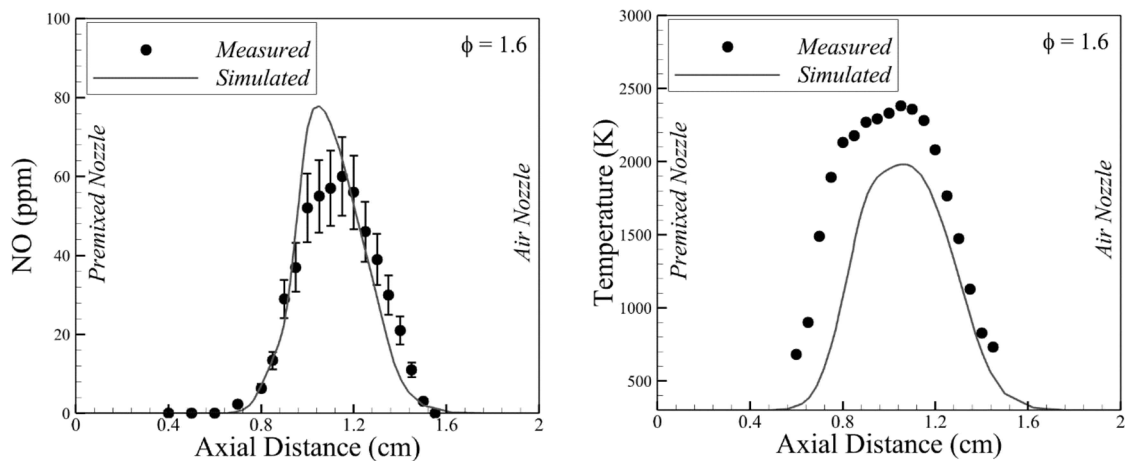 100
80
60
40
20
0
NO (ppm)
Measured
Simulated
ϕ = 1.6
Premixed Nozzle
Air Nozzle
0 0.4 0.8 1.2 1.6 2
Axial Distance (cm)
3000
2500
2000
1500
1000
500
Temperature (K)
Measured
Simulated
ϕ = 1.6
Premixed Nozzle
Air Nozzle
0 0.4 0.8 1.2 1.6 2
Axial Distance (cm)